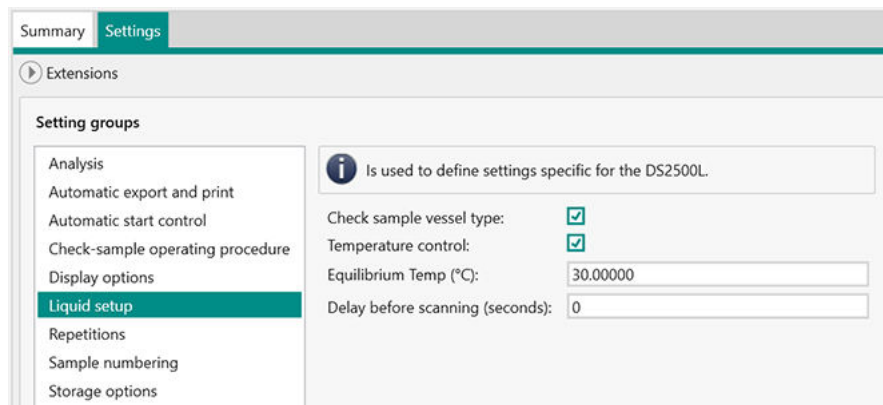 Summary Settings
Extensions
Setting groups
Analysis
Automatic export and print
Automatic start control
Check-sample operating procedure
Display options
Liquid setup
Repetitions
Sample numbering
Storage options
Is used to define settings specific for the DS2500L.
Check sample vessel type:
Temperature control:
Equilibrium Temp (°C): 30.00000
Delay before scanning (seconds): 0